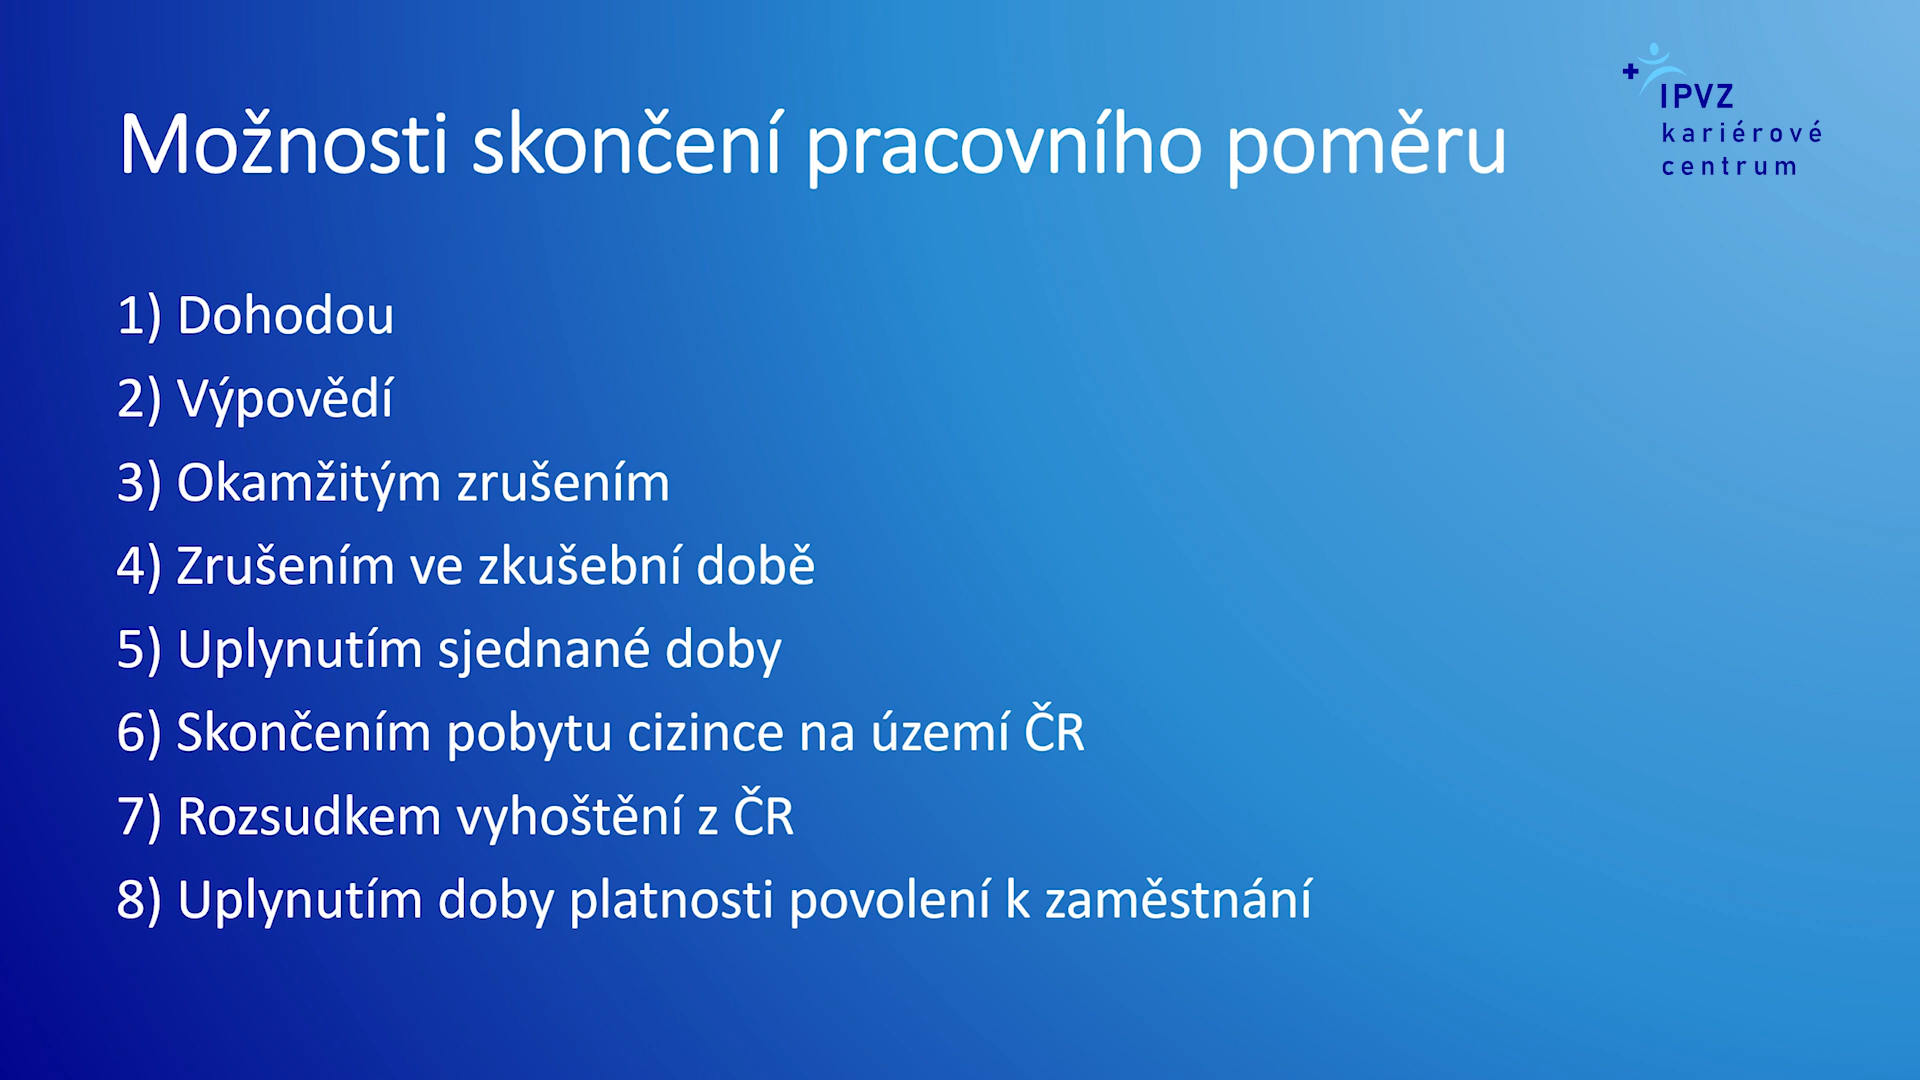 Možnosti skončení pracovního poměru
IPVZ
kariérové
centrum
1) Dohodou
2) Výpovědí
3) Okamžitým zrušením
4) Zrušením ve zkušební době
5) Uplynutím sjednané doby
6) Skončením pobytu cizince na území ČR
7) Rozsudkem vyhoštění z ČR
8) Uplynutím doby platnosti povolení k zaměstnání